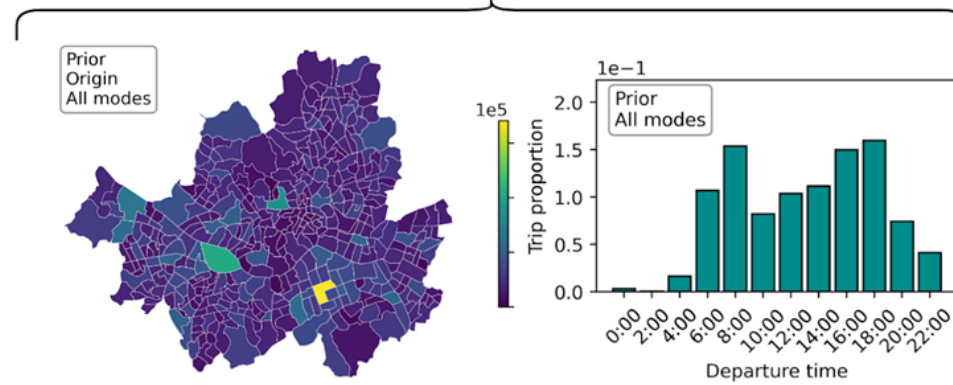 Prior
Origin
All modes
1e5
1e−1
Prior
All modes
2.0
1.5
1.0
0.5
0.0
Trip proportion
0:00
2:00
4:00
6:00
8:00
10:00
12:00
14:00
16:00
18:00
20:00
22:00
Departure time